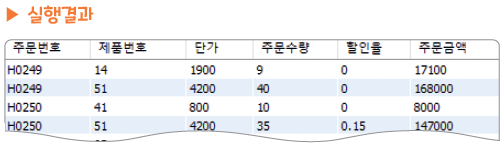 ▶ 실행결과
주문번호 제품번호 단가 주문수량 할인율 주문금액
H0249 14 1900 9 0 17100
H0249 51 4200 40 0 168000
H0250 41 800 10 0 8000
H0250 51 4200 35 0.15 147000